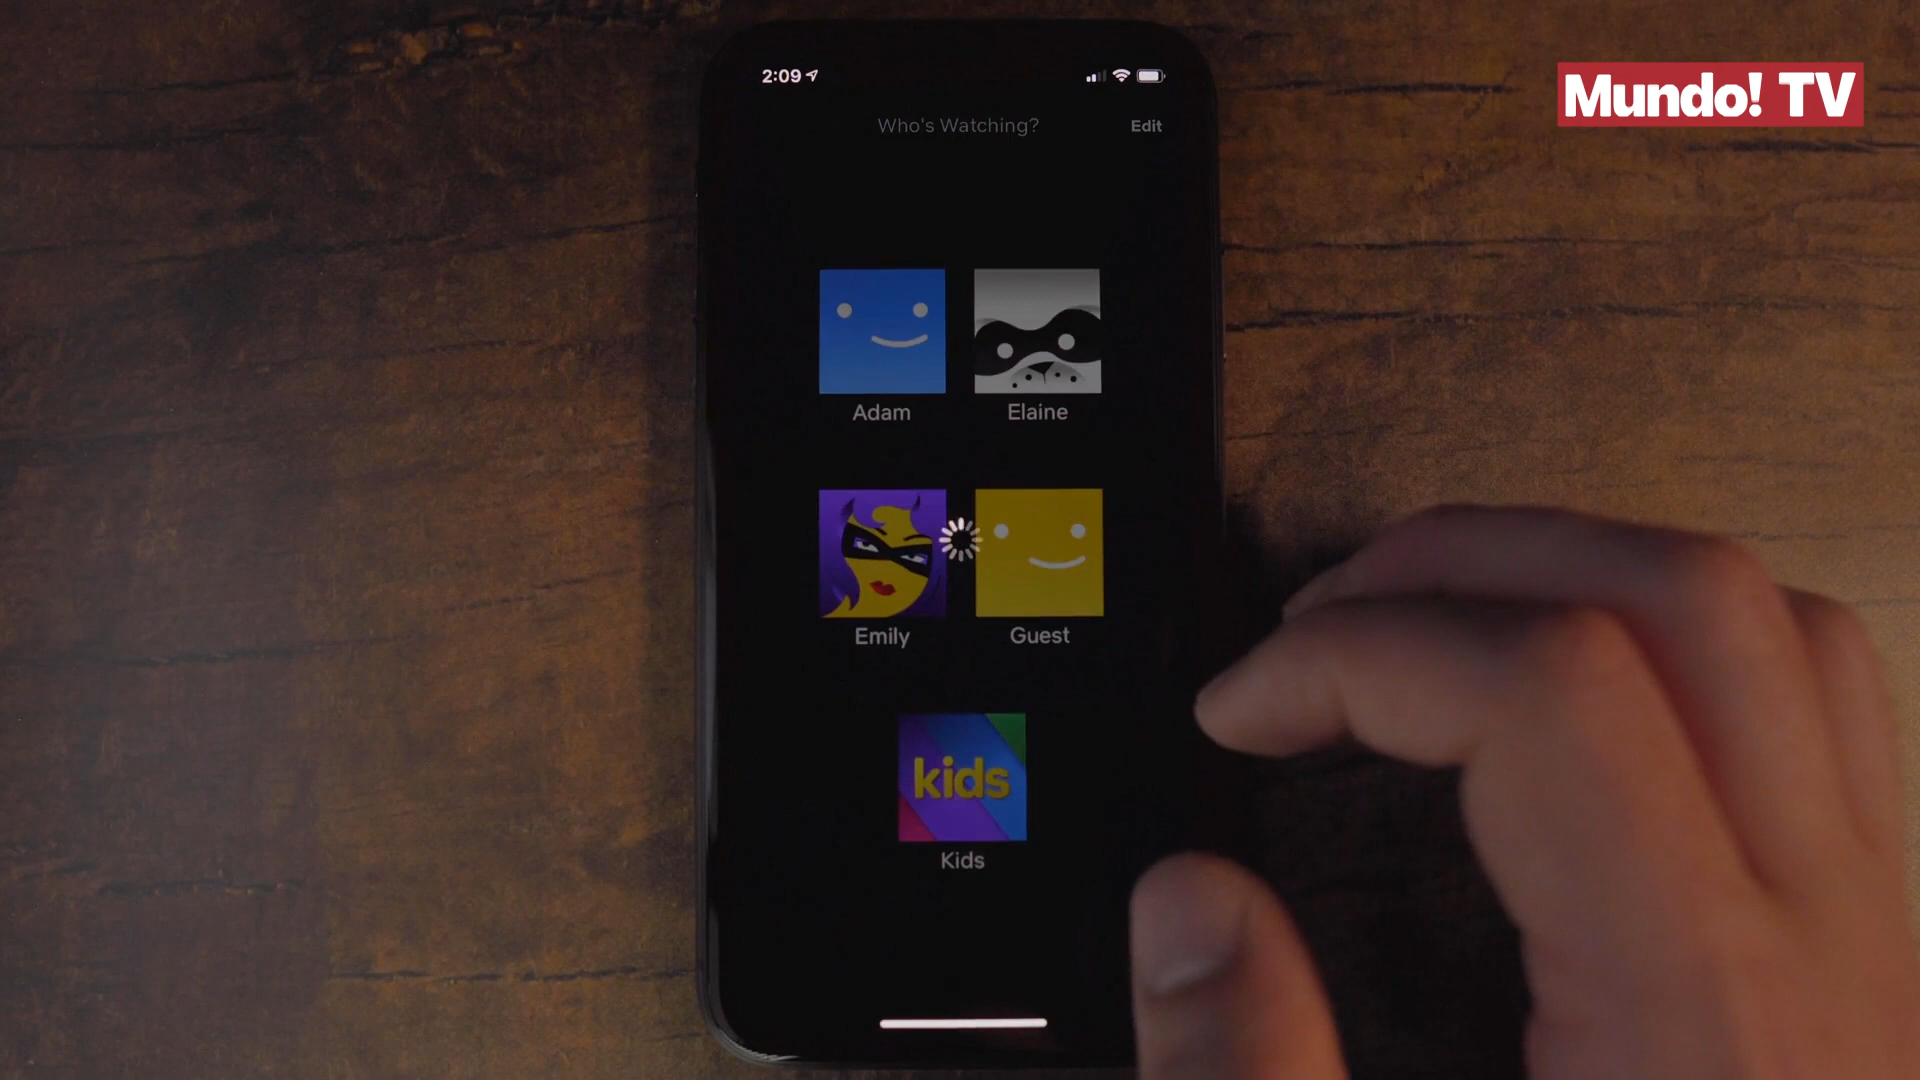 Mundo! TV
2:09
Who's Watching?
Edit
Adam
Elaine
Emily
Guest
kids
Kids